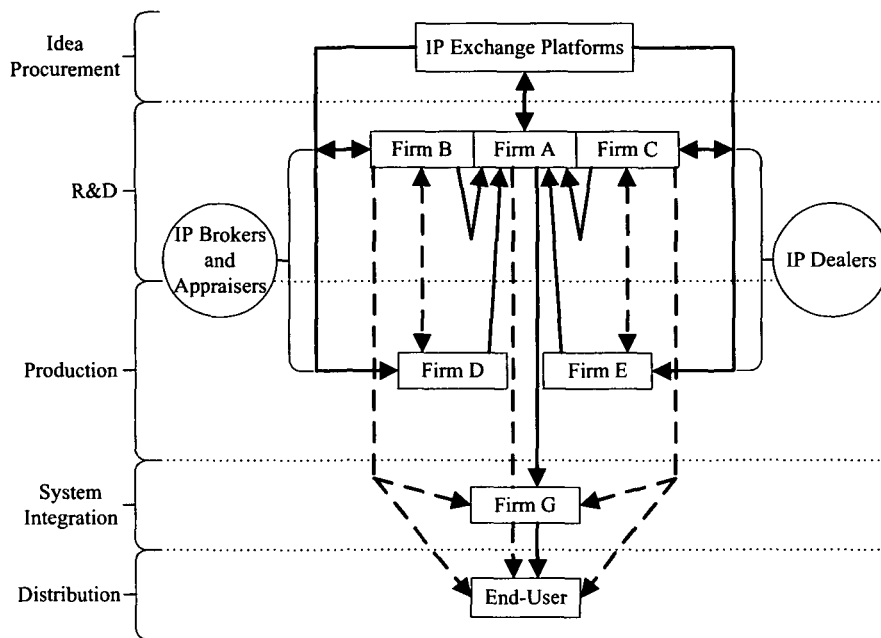 Idea
Procurement
IP Exchange Platforms
Firm B
Firm A
Firm C
R&D
IP Brokers
and
Appraisers
IP Dealers
Production
Firm D
Firm E
System
Integration
Firm G
Distribution
End-User